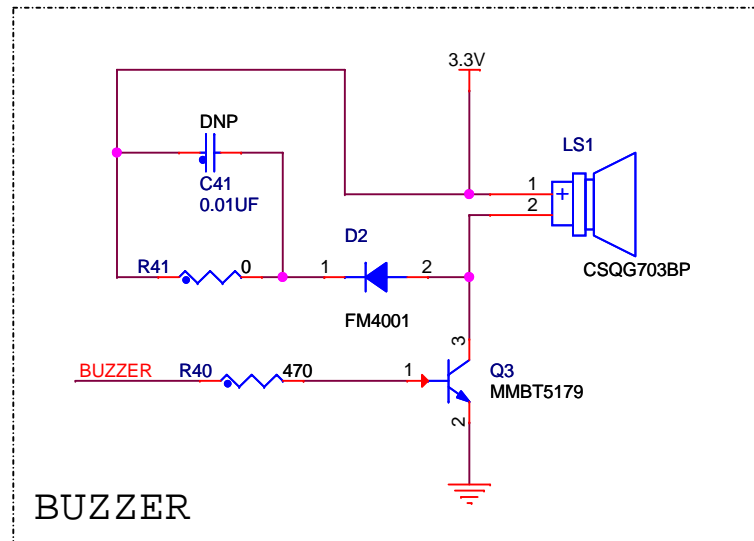 3.3V
DNP
LS1
C41
0.01UF
1
2
D2
R41
0
1
2
CSQG703BP
FM4001
3
BUZZER
R40
470
1
Q3
MMBT5179
2
BUZZER
+